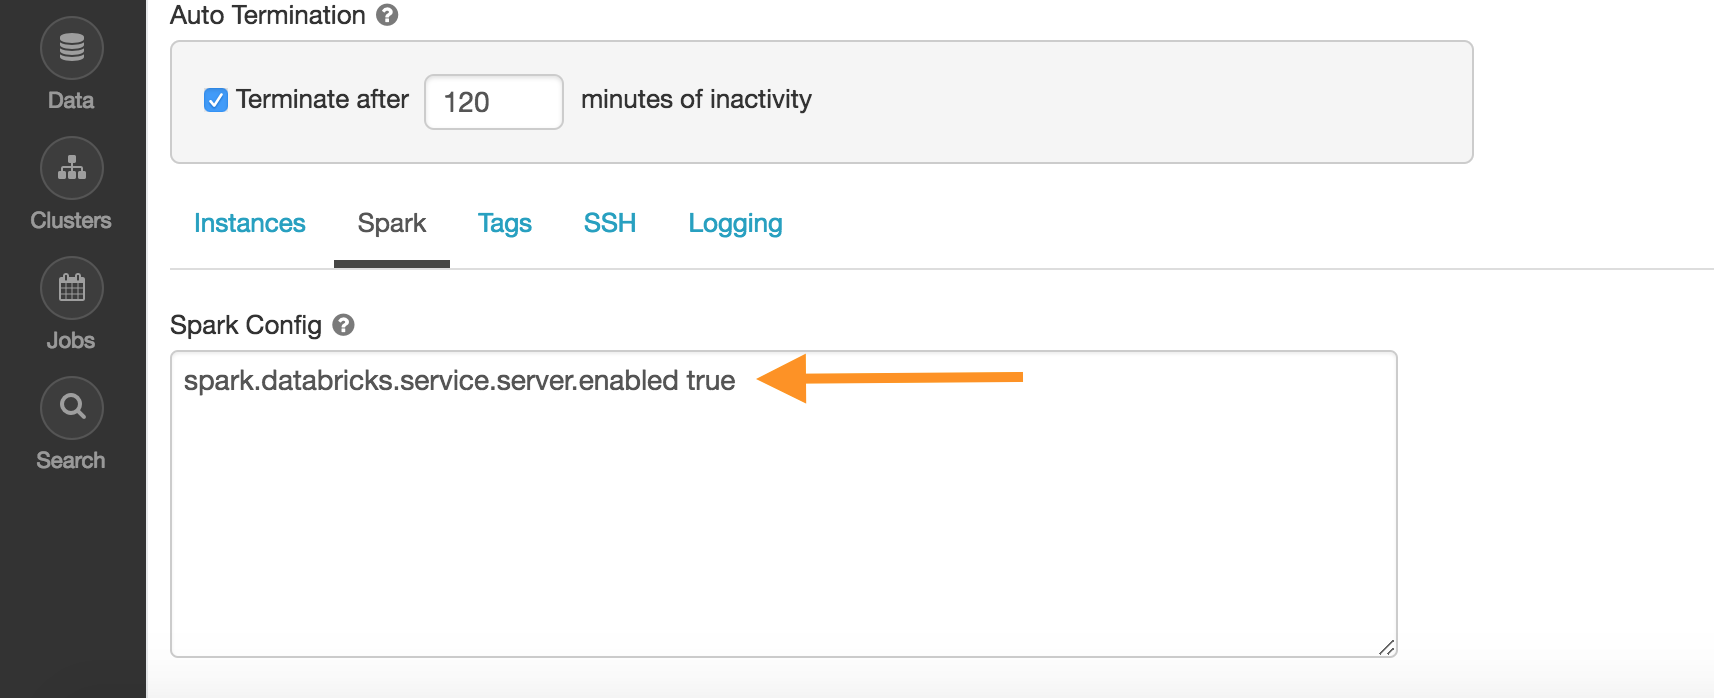 Data
Clusters
Jobs
Search
Auto Termination
Terminate after 120 minutes of inactivity
Instances Spark Tags SSH Logging
Spark Config
spark.databricks.service.server.enabled true